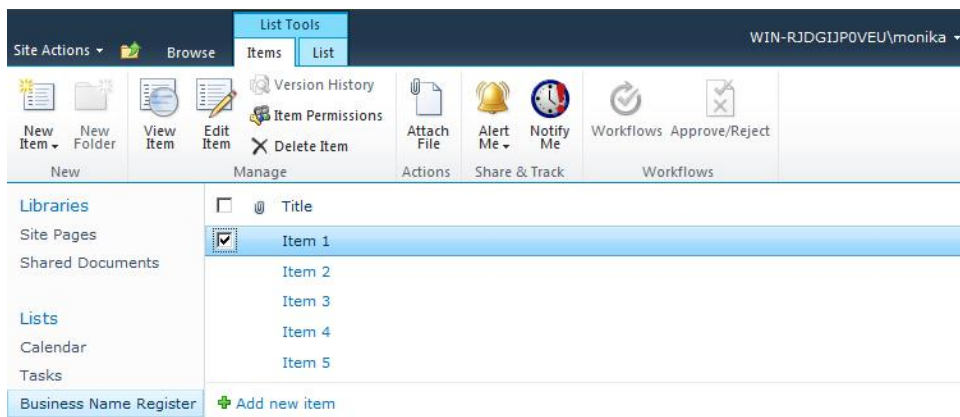 List Tools
Site Actions Browse Items List WIN-RJDGIJP0VEU\monika
New Item
New Folder
View Item
Edit Item
Version History
Item Permissions
Delete Item
Attach File
Alert Me
Notify Me
Workflows
Approve/Reject
New Manage Actions Share & Track Workflows
Libraries
Site Pages
Shared Documents
Lists
Calendar
Tasks
Business Name Register
Title
Item 1
Item 2
Item 3
Item 4
Item 5
Add new item